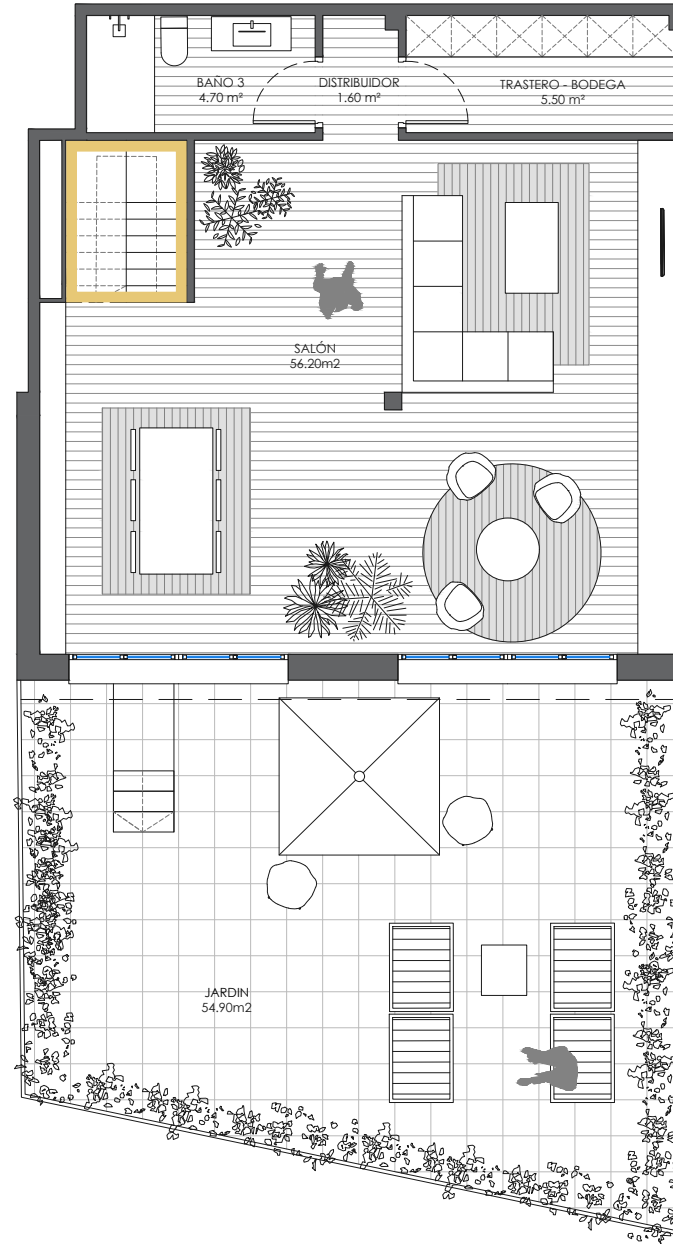 BAÑO 3
4.70 m²
DISTRIBUIDOR
1.60 m²
TRASTERO - BODEGA
5.50 m²
SALÓN
56.20m2
JARDIN
54.90m2